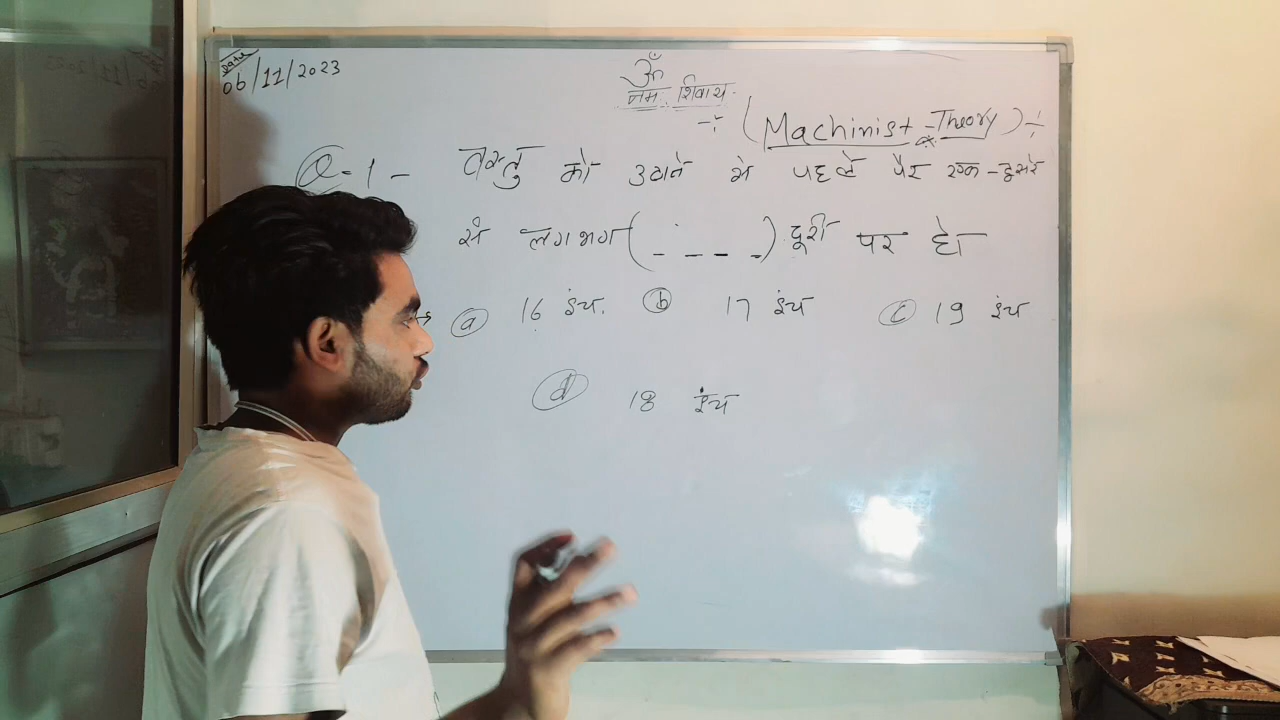 Date
06/11/2023
ॐ
नमः शिवाय
-÷ (Machinist - Theory) ÷
Q-1- वस्तु को उठाने से पहले पैर एक-दुसरे
से लगभग (- - - -) दूरी पर हो
→ (a) 16 इंच. (b) 17 इंच (c) 19 इंच
(d) 18 इंच